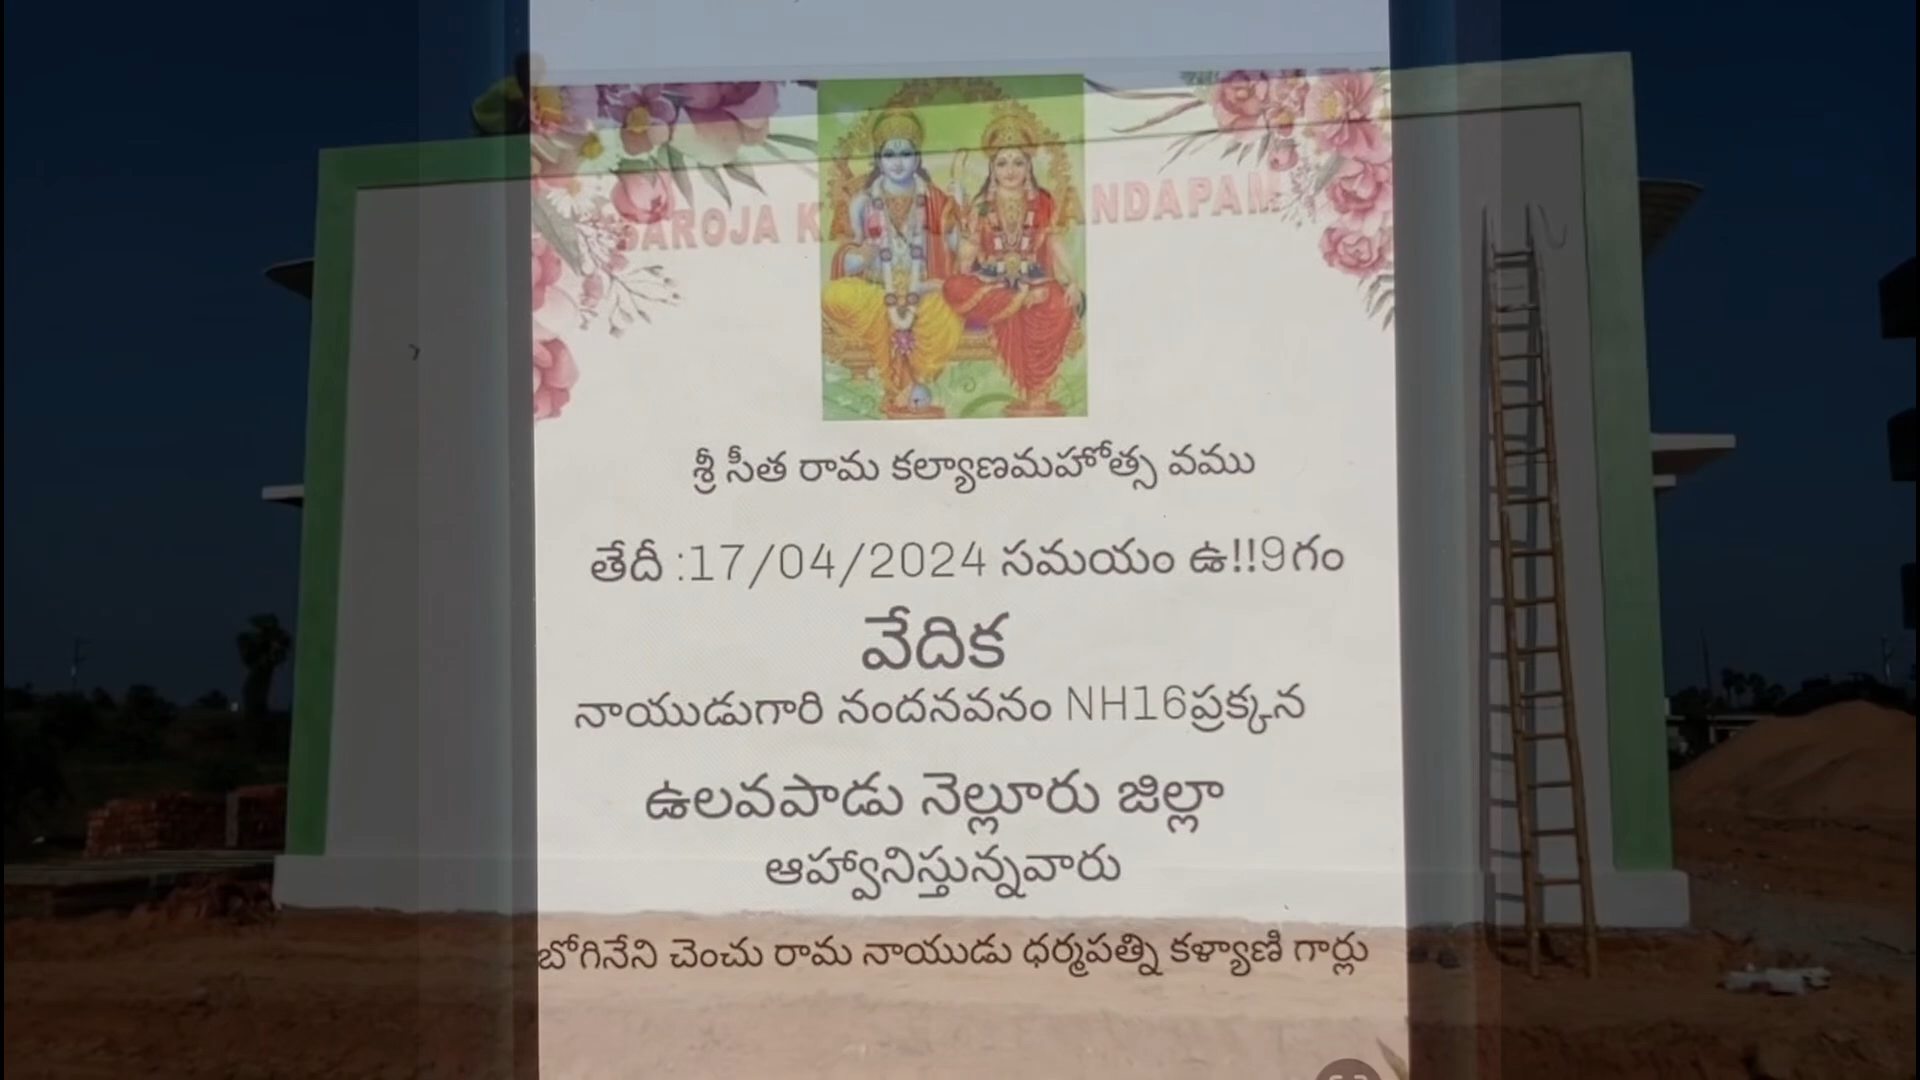 SAROJA KA ANDAPAM
శ్రీ సీత రామ కల్యాణమహోత్స వము
తేదీ :17/04/2024 సమయం ఉ!!9గం
వేదిక
నాయుడుగారి నందనవనం NH16ప్రక్కన
ఉలవపాడు నెల్లూరు జిల్లా
ఆహ్వానిస్తున్నవారు
బోగినేని చెంచు రామ నాయుడు ధర్మపత్ని కళ్యాణి గార్లు